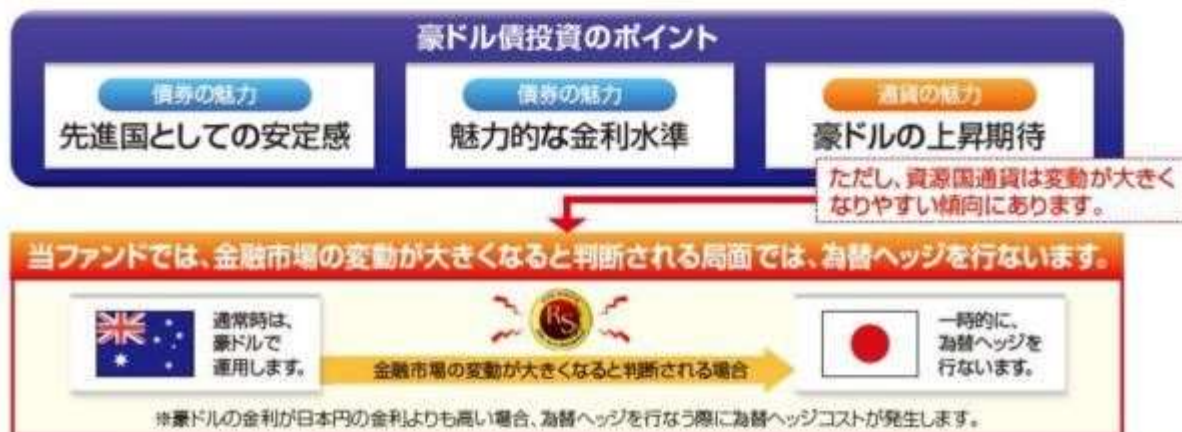 豪ドル債投資のポイント
債券の魅力
先進国としての安定感
債券の魅力
魅力的な金利水準
通貨の魅力
豪ドルの上昇期待
ただし、資源国通貨は変動が大きく
なりやすい傾向にあります。
当ファンドでは、金融市場の変動が大きくなると判断される局面では、為替ヘッジを行ないます。
通常時は、
豪ドルで
運用します。
RS
金融市場の変動が大きくなると判断される場合
一時的に、
為替ヘッジを
行ないます。
※豪ドルの金利が日本円の金利よりも高い場合、為替ヘッジを行なう際に為替ヘッジコストが発生します。